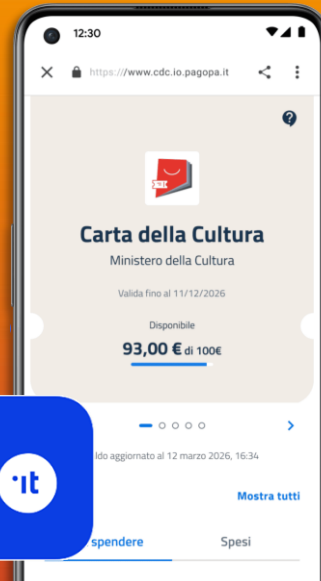 12:30
https://www.cdc.io.pagopa.it
Carta della Cultura
Ministero della Cultura
Valida fino al 11/12/2026
Disponibile
93,00 € di 100€
ldo aggiornato al 12 marzo 2026, 16:34
Mostra tutti
spendere Spesi